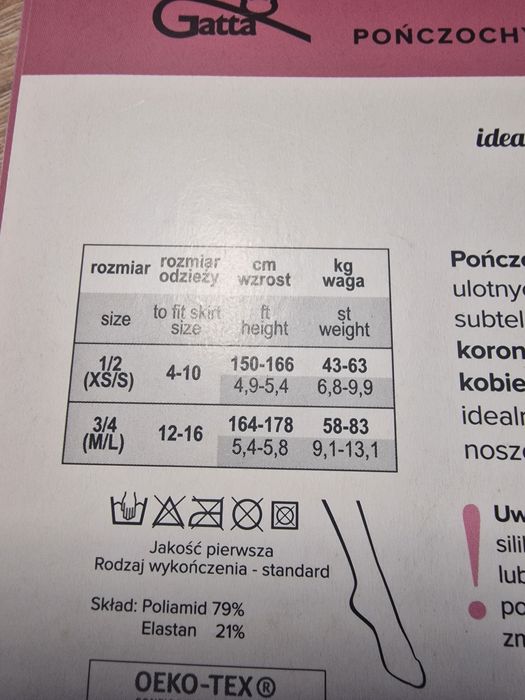 Gatta
POŃCZOCHY
idea
rozmiar rozmiar odzieży cm wzrost kg waga
size to fit skirt size ft height st weight
1/2 (XS/S) 4-10 150-166 43-63
4,9-5,4 6,8-9,9
3/4 (M/L) 12-16 164-178 58-83
5,4-5,8 9,1-13,1
Jakość pierwsza
Rodzaj wykończenia - standard
Skład: Poliamid 79%
Elastan 21%
OEKO-TEX®
Pończo
ulotny
subtel
koron
kobie
idealn
nosze
Uw
sili
lub
po
zm